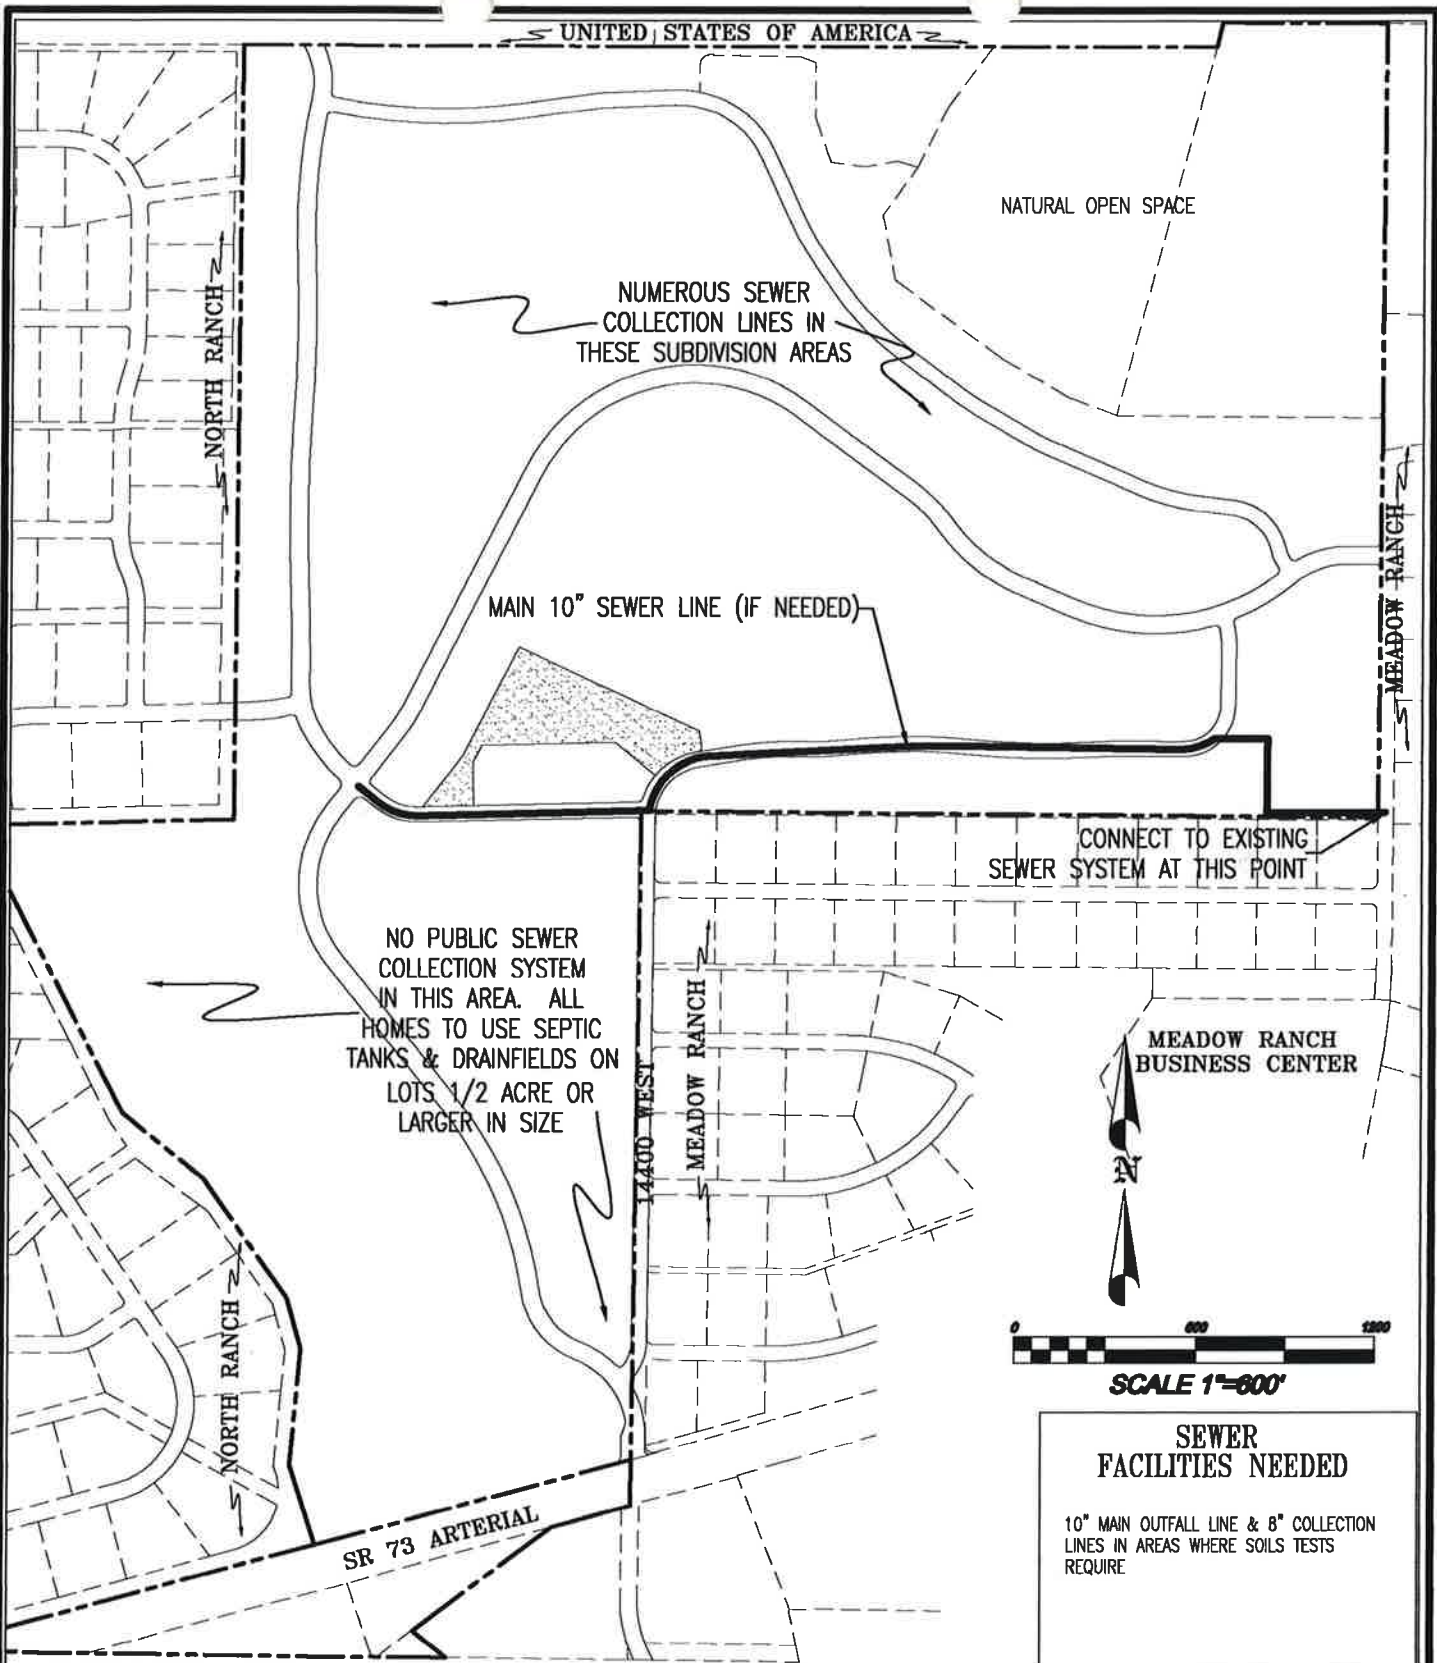 UNITED STATES OF AMERICA
NATURAL OPEN SPACE
NUMEROUS SEWER
COLLECTION LINES IN
THESE SUBDIVISION AREAS
NORTH RANCH
MEADOW RANCH
MAIN 10" SEWER LINE (IF NEEDED)
CONNECT TO EXISTING
SEWER SYSTEM AT THIS POINT
NO PUBLIC SEWER
COLLECTION SYSTEM
IN THIS AREA. ALL
HOMES TO USE SEPTIC
TANKS & DRAINFIELDS ON
LOTS 1/2 ACRE OR
LARGER IN SIZE
14400 WEST
MEADOW RANCH
MEADOW RANCH
BUSINESS CENTER
N
0 600 1200
SCALE 1"=600'
NORTH RANCH
SR 73 ARTERIAL
SEWER
FACILITIES NEEDED
10" MAIN OUTFALL LINE & 8" COLLECTION
LINES IN AREAS WHERE SOILS TESTS
REQUIRE